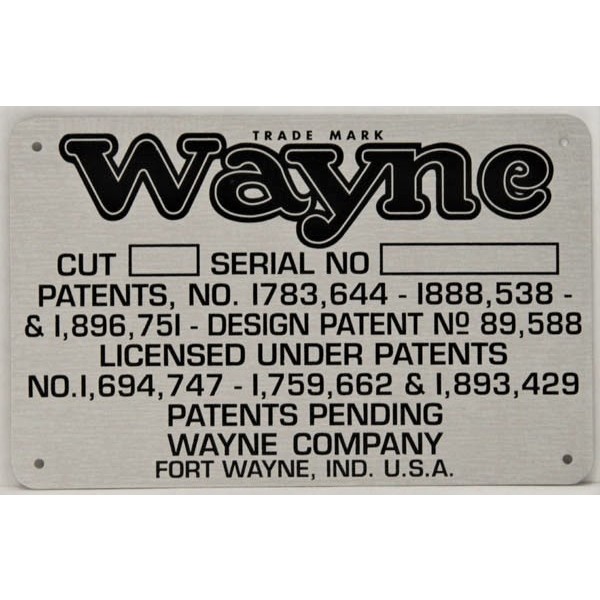 TRADE MARK
Wayne
CUT SERIAL NO
PATENTS, NO. 1783,644 - 1888,538 -
& 1,896,751 - DESIGN PATENT Nº 89,588
LICENSED UNDER PATENTS
NO.1,694,747 - 1,759,662 & 1,893,429
PATENTS PENDING
WAYNE COMPANY
FORT WAYNE, IND. U.S.A.